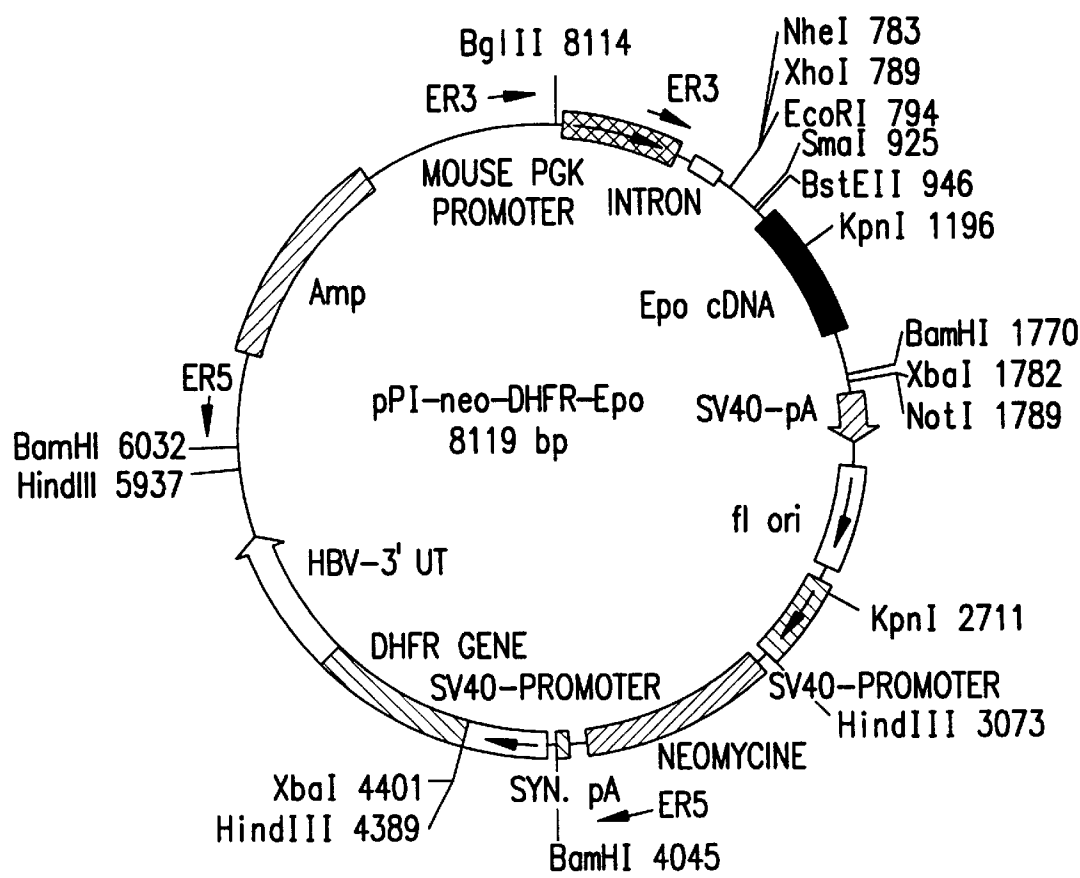 BglII 8114
ER3
ER3
NheI 783
XhoI 789
EcoRI 794
SmaI 925
BstEII 946
KpnI 1196
MOUSE PGK
PROMOTER
INTRON
Amp
Epo cDNA
BamHI 1770
XbaI 1782
NotI 1789
ER5
pPI-neo-DHFR-Epo
8119 bp
SV40-pA
BamHI 6032
HindIII 5937
fI ori
HBV-3' UT
KpnI 2711
DHFR GENE
SV40-PROMOTER
SV40-PROMOTER
HindIII 3073
NEOMYCINE
XbaI 4401
SYN. pA
ER5
HindIII 4389
BamHI 4045